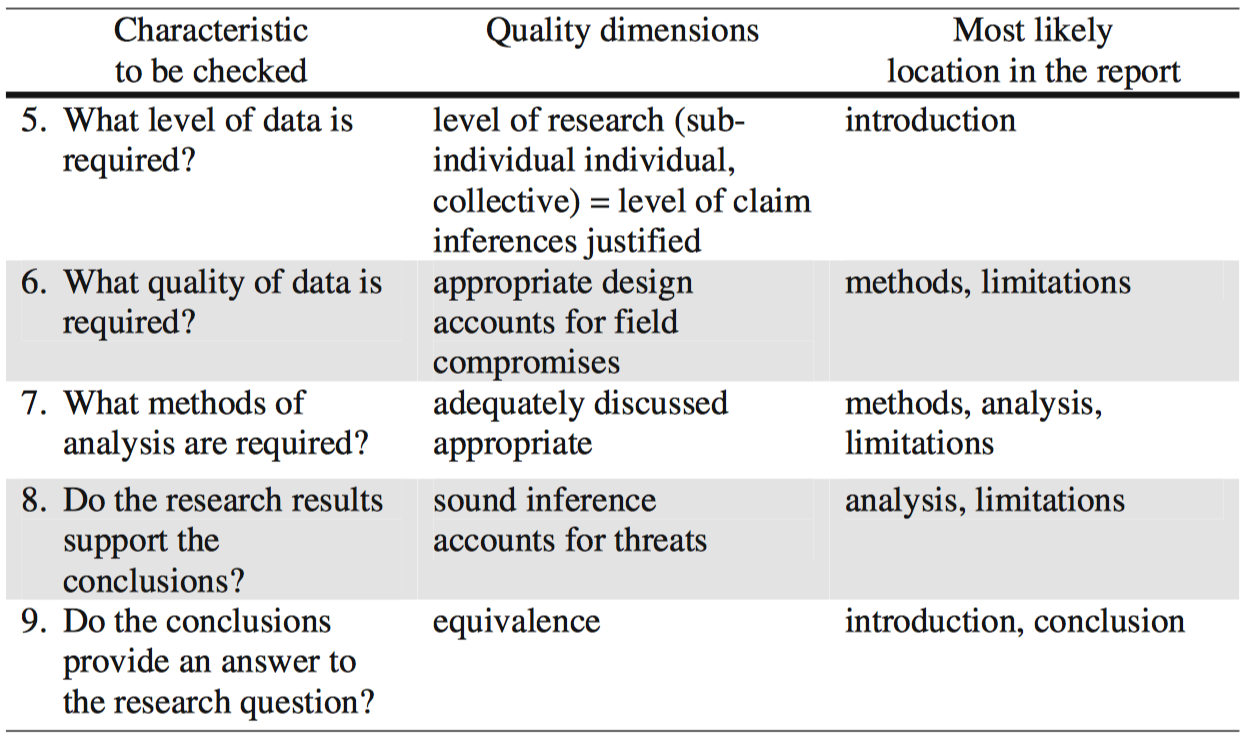 Characteristic to be checked Quality dimensions Most likely location in the report
5. What level of data is required? level of research (sub-individual individual, collective) = level of claim inferences justified introduction
6. What quality of data is required? appropriate design accounts for field compromises methods, limitations
7. What methods of analysis are required? adequately discussed appropriate methods, analysis, limitations
8. Do the research results support the conclusions? sound inference accounts for threats analysis, limitations
9. Do the conclusions provide an answer to the research question? equivalence introduction, conclusion